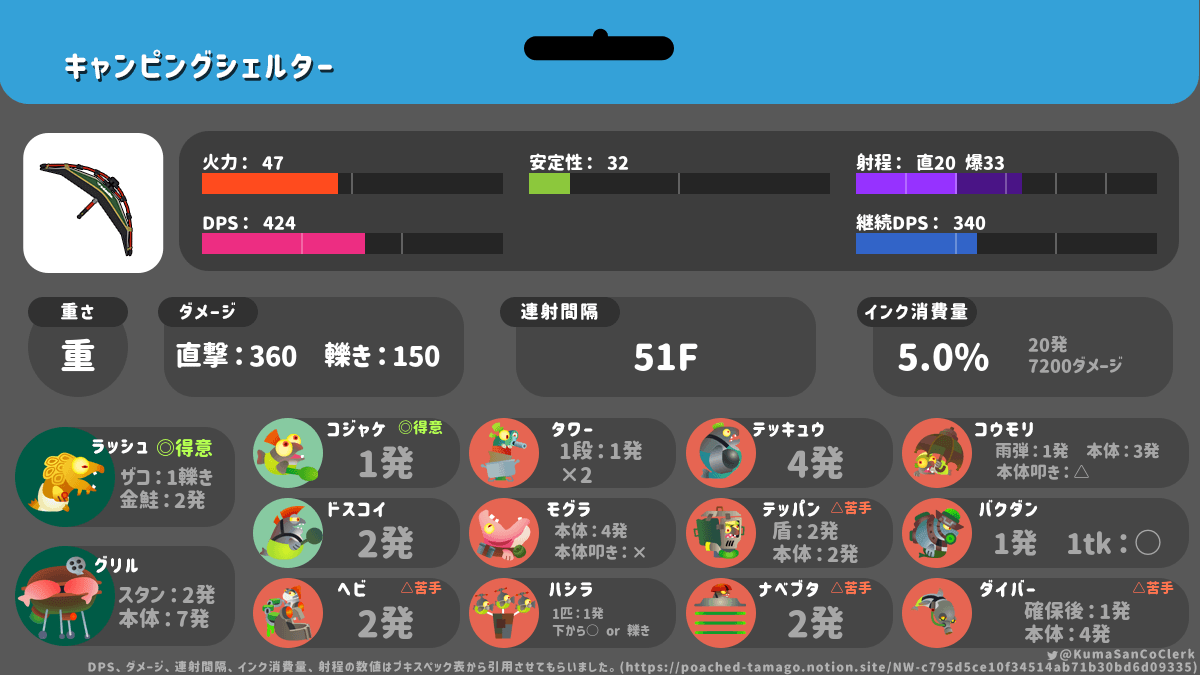 キャンピングシェルター
火力： 47
安定性： 32
射程： 直20 爆33
DPS： 424
継続DPS： 340
重さ
重
ダメージ
直撃：360 轢き：150
連射間隔
51F
インク消費量
5.0%
20発
7200ダメージ
ラッシュ ◎得意
ザコ：1轢き
金鮭：2発
グリル
スタン：2発
本体：7発
コジャケ ◎得意
1発
タワー
1段：1発
×2
テッキュウ
4発
コウモリ
雨弾：1発 本体：3発
本体叩き：△
ドスコイ
2発
モグラ
本体：4発
本体叩き：×
テッパン △苦手
盾：2発
本体：2発
バクダン
1発 1tk：○
ヘビ △苦手
2発
ハシラ
1匹：1発
下から○ or 轢き
ナベブタ △苦手
2発
ダイバー △苦手
確保後：1発
本体：4発
@KumaSanCoClerk
DPS、ダメージ、連射間隔、インク消費量、射程の数値はブキスペック表から引用させてもらいました。(https://poached-tamago.notion.site/NW-c795d5ce10f34514ab71b30bd6d09335)